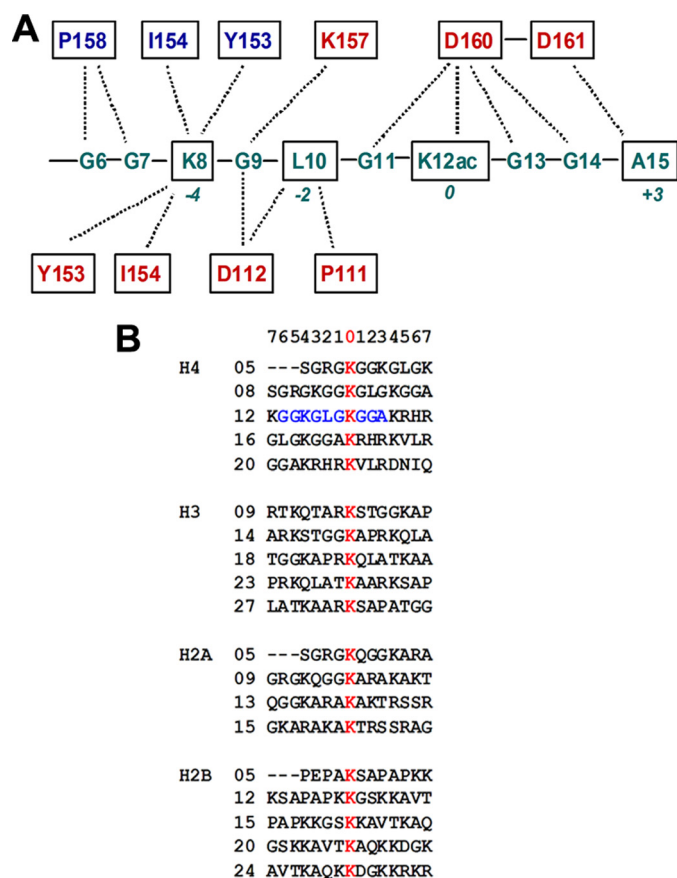 A
P158 I154 Y153 K157 D160 D161
G6 G7 K8 G9 L10 G11 K12ac G13 G14 A15
-4 -2 0 +3
Y153 I154 D112 P111
B
765432101234567
H4 05 ---SGRGKGGKGLGK
08 SGRGKGGKGLGKGGA
12 KGGKGLGKGGAKRHR
16 GLGKGGAKRHRKVLR
20 GGAKRHRKVLRDNIQ
H3 09 RTKQTARKSTGGKAP
14 ARKSTGGKAPRKQLA
18 TGGKAPRKQLATKAA
23 PRKQLATKAARKSAP
27 LATKAARKSAPATGG
H2A 05 ---SGRGKQGGKARA
09 GRGKQGGKARAKAKT
13 QGGKARAKAKTRSSR
15 GKARAKAKTRSSRAG
H2B 05 ---PEPAKSAPAPKK
12 KSAPAPKKGSKKAVT
15 PAPKKGSKKAVTKAQ
20 GSKKAVTKAQKKDGK
24 AVTKAQKKDGKKRKR